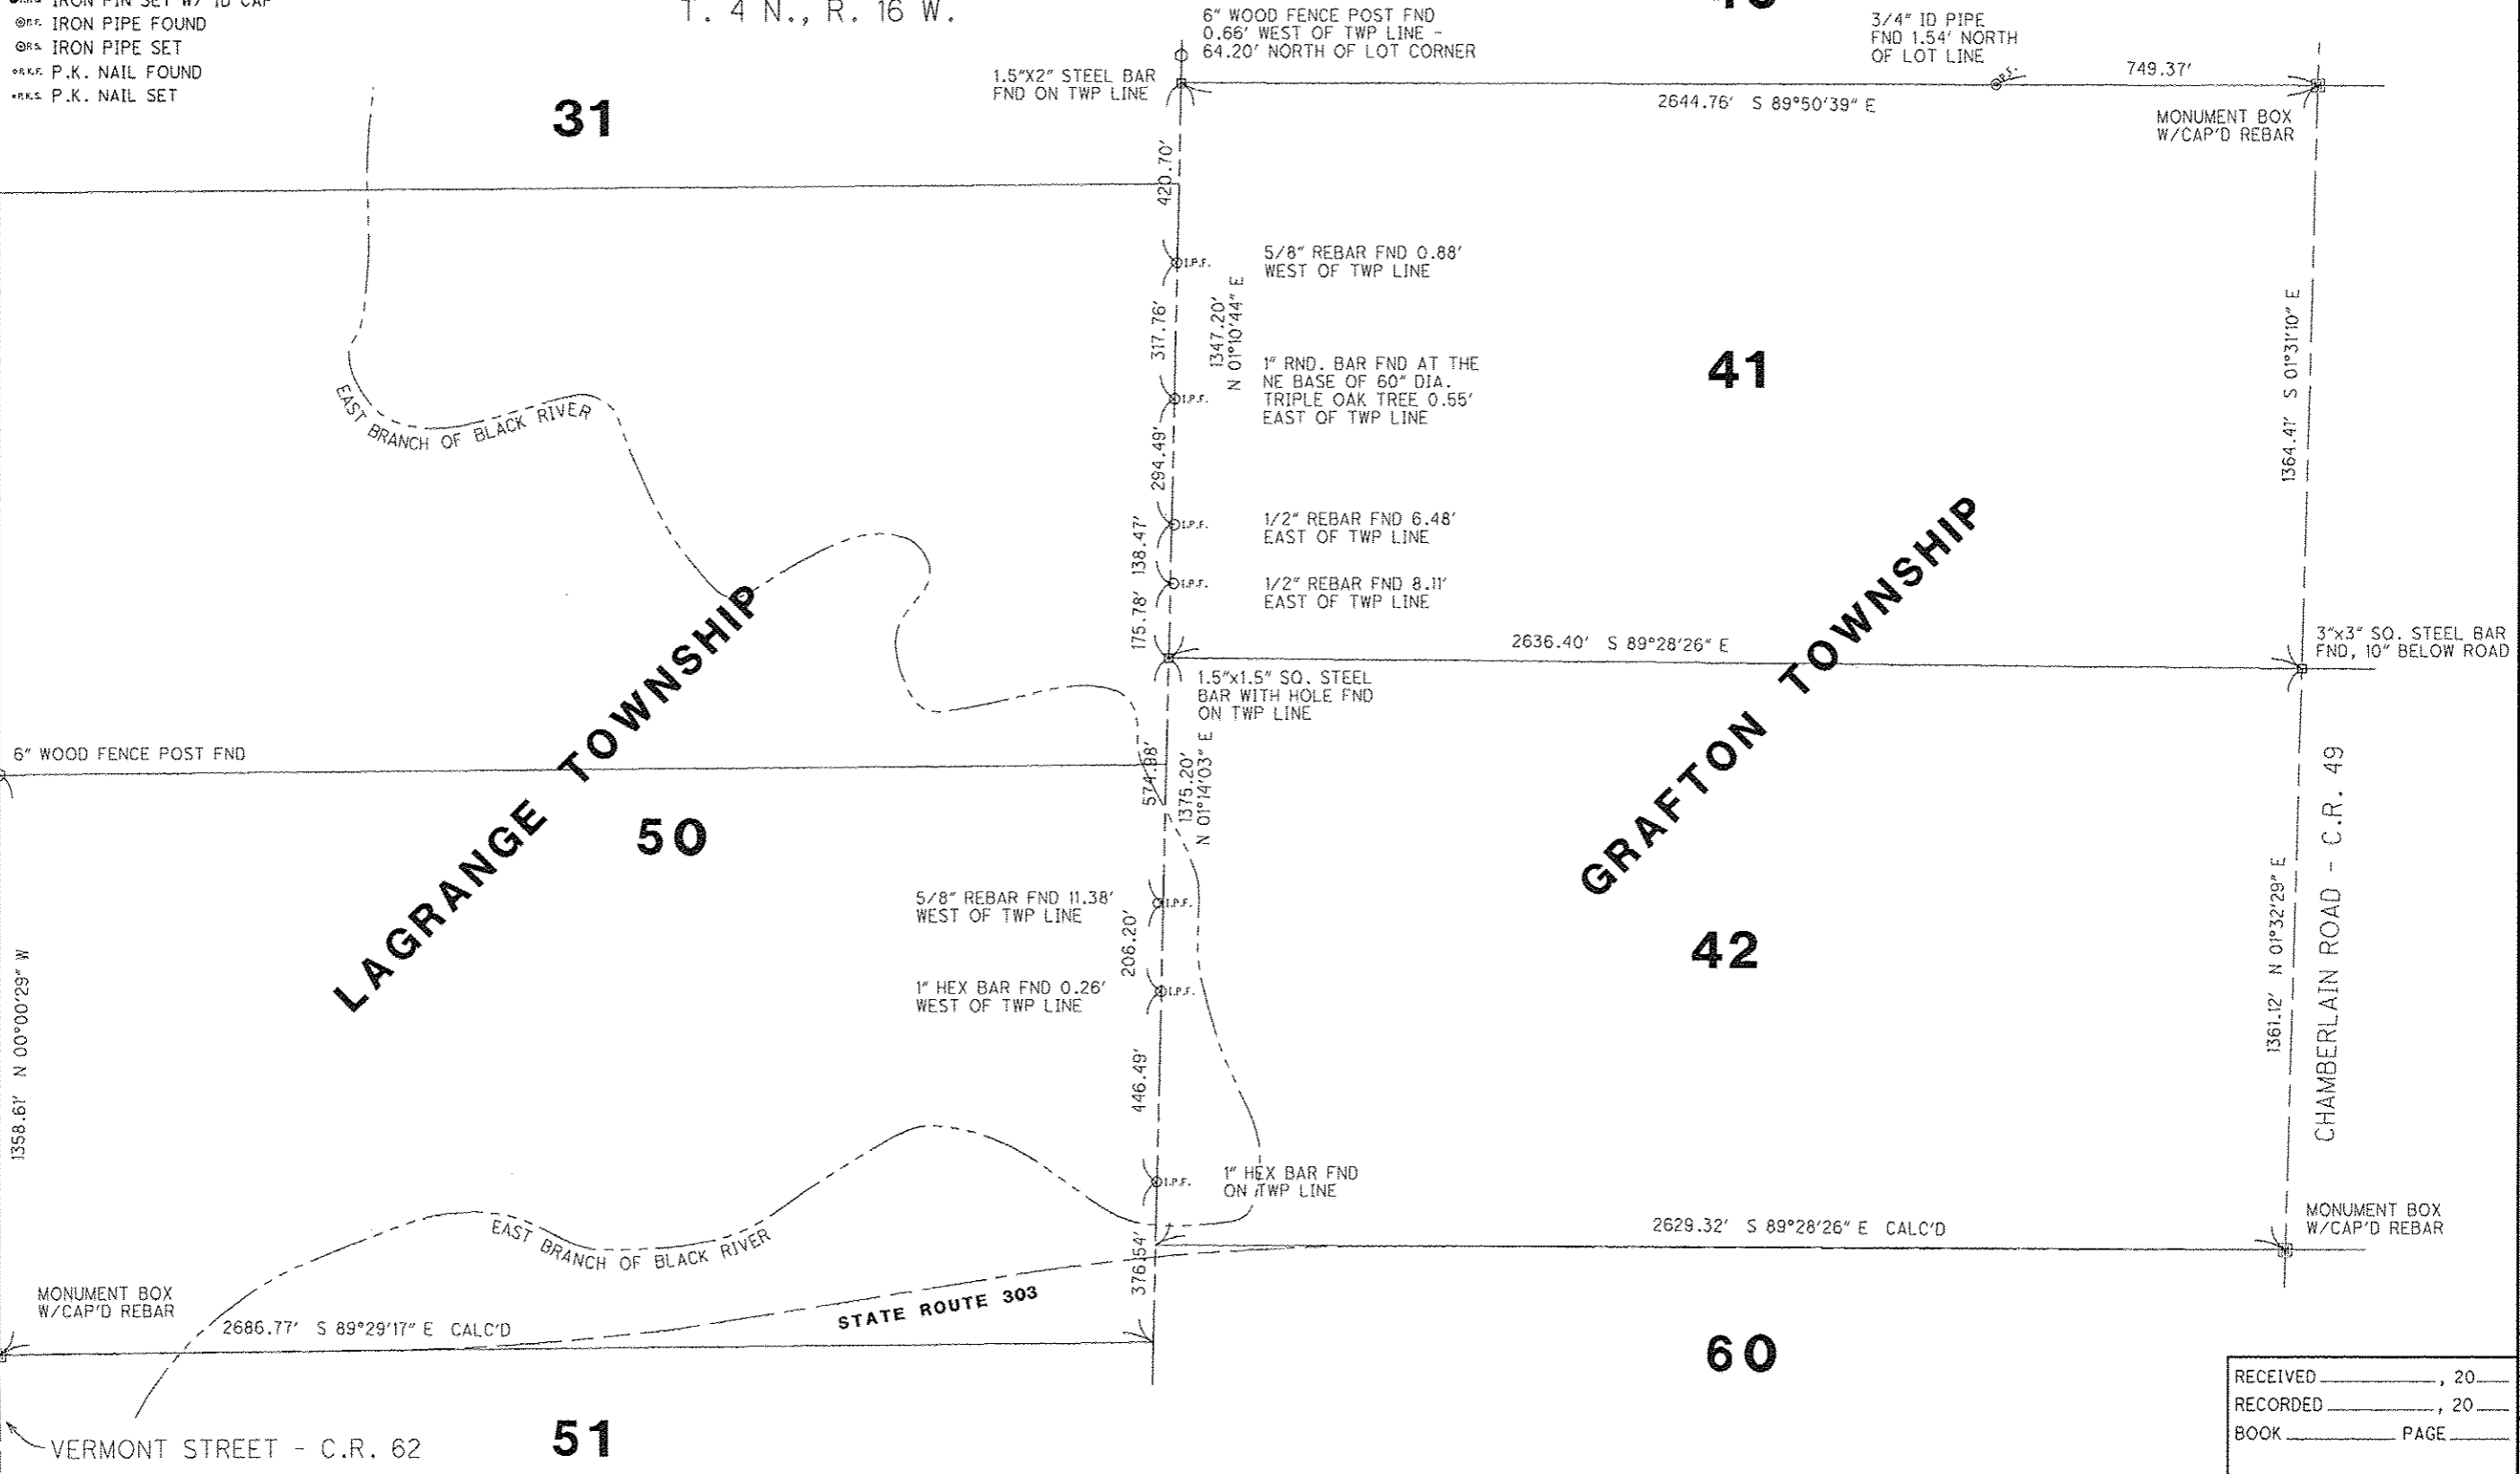 IRON PIN SET W/ ID CAP
IRON PIPE FOUND
IRON PIPE SET
P.K. NAIL FOUND
P.K. NAIL SET
T. 4 N., R. 16 W.
6" WOOD FENCE POST FND
0.66' WEST OF TWP LINE -
64.20' NORTH OF LOT CORNER
3/4" ID PIPE
FND 1.54' NORTH
OF LOT LINE
1.5"X2" STEEL BAR
FND ON TWP LINE
749.37'
2644.76' S 89°50'39" E
MONUMENT BOX
W/CAP'D REBAR
31
420.70'
I.P.F.
5/8" REBAR FND 0.88'
WEST OF TWP LINE
317.76'
1347.20'
N 01°10'44" E
1364.41' S 01°31'10" E
I.P.F.
1" RND. BAR FND AT THE
NE BASE OF 60" DIA.
TRIPLE OAK TREE 0.55'
EAST OF TWP LINE
41
EAST BRANCH OF BLACK RIVER
294.49'
I.P.F.
1/2" REBAR FND 6.48'
EAST OF TWP LINE
138.47'
I.P.F.
1/2" REBAR FND 8.11'
EAST OF TWP LINE
175.78'
LAGRANGE TOWNSHIP
GRAFTON TOWNSHIP
2636.40' S 89°28'26" E
3"x3" SQ. STEEL BAR
FND, 10" BELOW ROAD
1.5"x1.5" SQ. STEEL
BAR WITH HOLE FND
ON TWP LINE
6" WOOD FENCE POST FND
574.98'
1375.20'
N 01°14'03" E
50
5/8" REBAR FND 11.38'
WEST OF TWP LINE
I.P.F.
206.20'
42
1" HEX BAR FND 0.26'
WEST OF TWP LINE
I.P.F.
1361.12' N 01°32'29" E
CHAMBERLAIN ROAD - C.R. 49
1358.61' N 00°00'29" W
446.49'
I.P.F.
1" HEX BAR FND
ON TWP LINE
EAST BRANCH OF BLACK RIVER
2629.32' S 89°28'26" E CALC'D
MONUMENT BOX
W/CAP'D REBAR
376.54'
MONUMENT BOX
W/CAP'D REBAR
STATE ROUTE 303
2686.77' S 89°29'17" E CALC'D
60
51
VERMONT STREET - C.R. 62
RECEIVED , 20
RECORDED , 20
BOOK PAGE